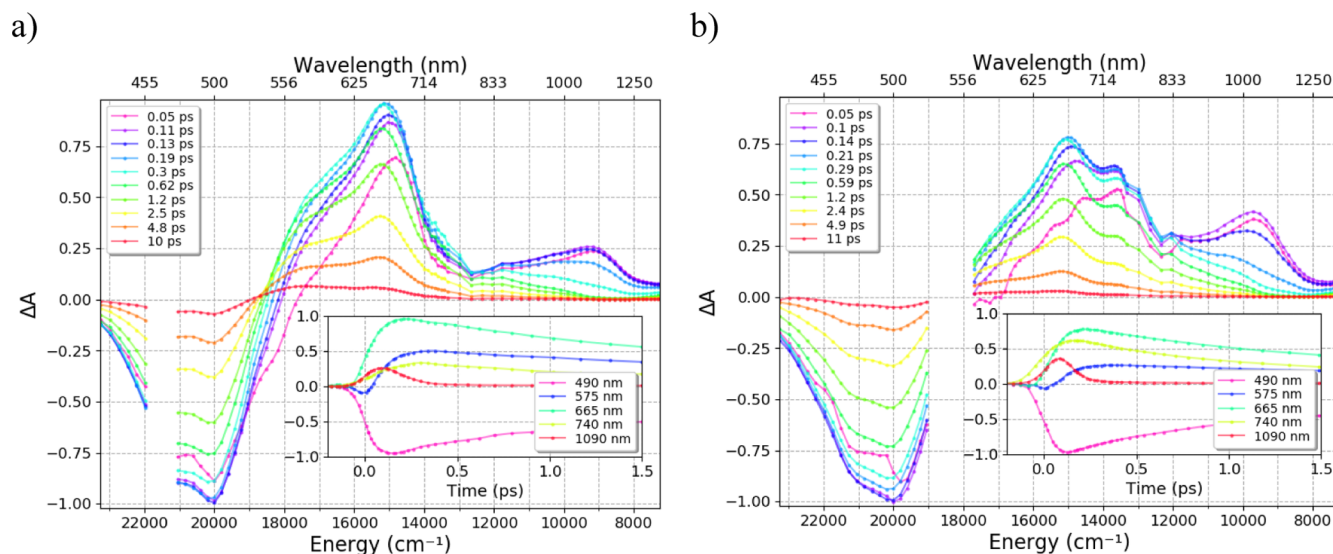 a)
Wavelength (nm)
455 500 556 625 714 833 1000 1250
0.05 ps
0.11 ps
0.13 ps
0.19 ps
0.3 ps
0.62 ps
1.2 ps
2.5 ps
4.8 ps
10 ps
ΔA
0.75
0.50
0.25
0.00
−0.25
−0.50
−0.75
−1.00
1.0
0.5
0.0
−0.5
−1.0
490 nm
575 nm
665 nm
740 nm
1090 nm
0.0 0.5 1.0 1.5
Time (ps)
22000 20000 18000 16000 14000 12000 10000 8000
Energy (cm⁻¹)
b)
Wavelength (nm)
455 500 556 625 714 833 1000 1250
0.05 ps
0.1 ps
0.14 ps
0.21 ps
0.29 ps
0.59 ps
1.2 ps
2.4 ps
4.9 ps
11 ps
ΔA
0.75
0.50
0.25
0.00
−0.25
−0.50
−0.75
−1.00
1.0
0.5
0.0
−0.5
−1.0
490 nm
575 nm
665 nm
740 nm
1090 nm
0.0 0.5 1.0 1.5
Time (ps)
22000 20000 18000 16000 14000 12000 10000 8000
Energy (cm⁻¹)